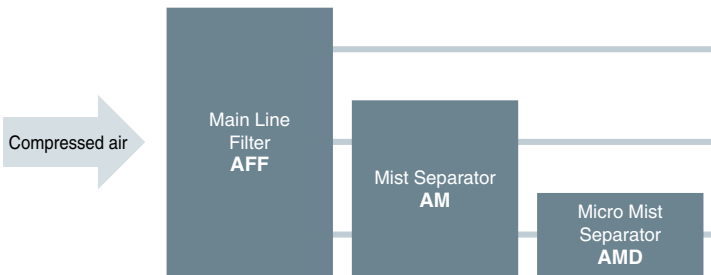 Compressed air
Main Line
Filter
AFF
Mist Separator
AM
Micro Mist
Separator
AMD